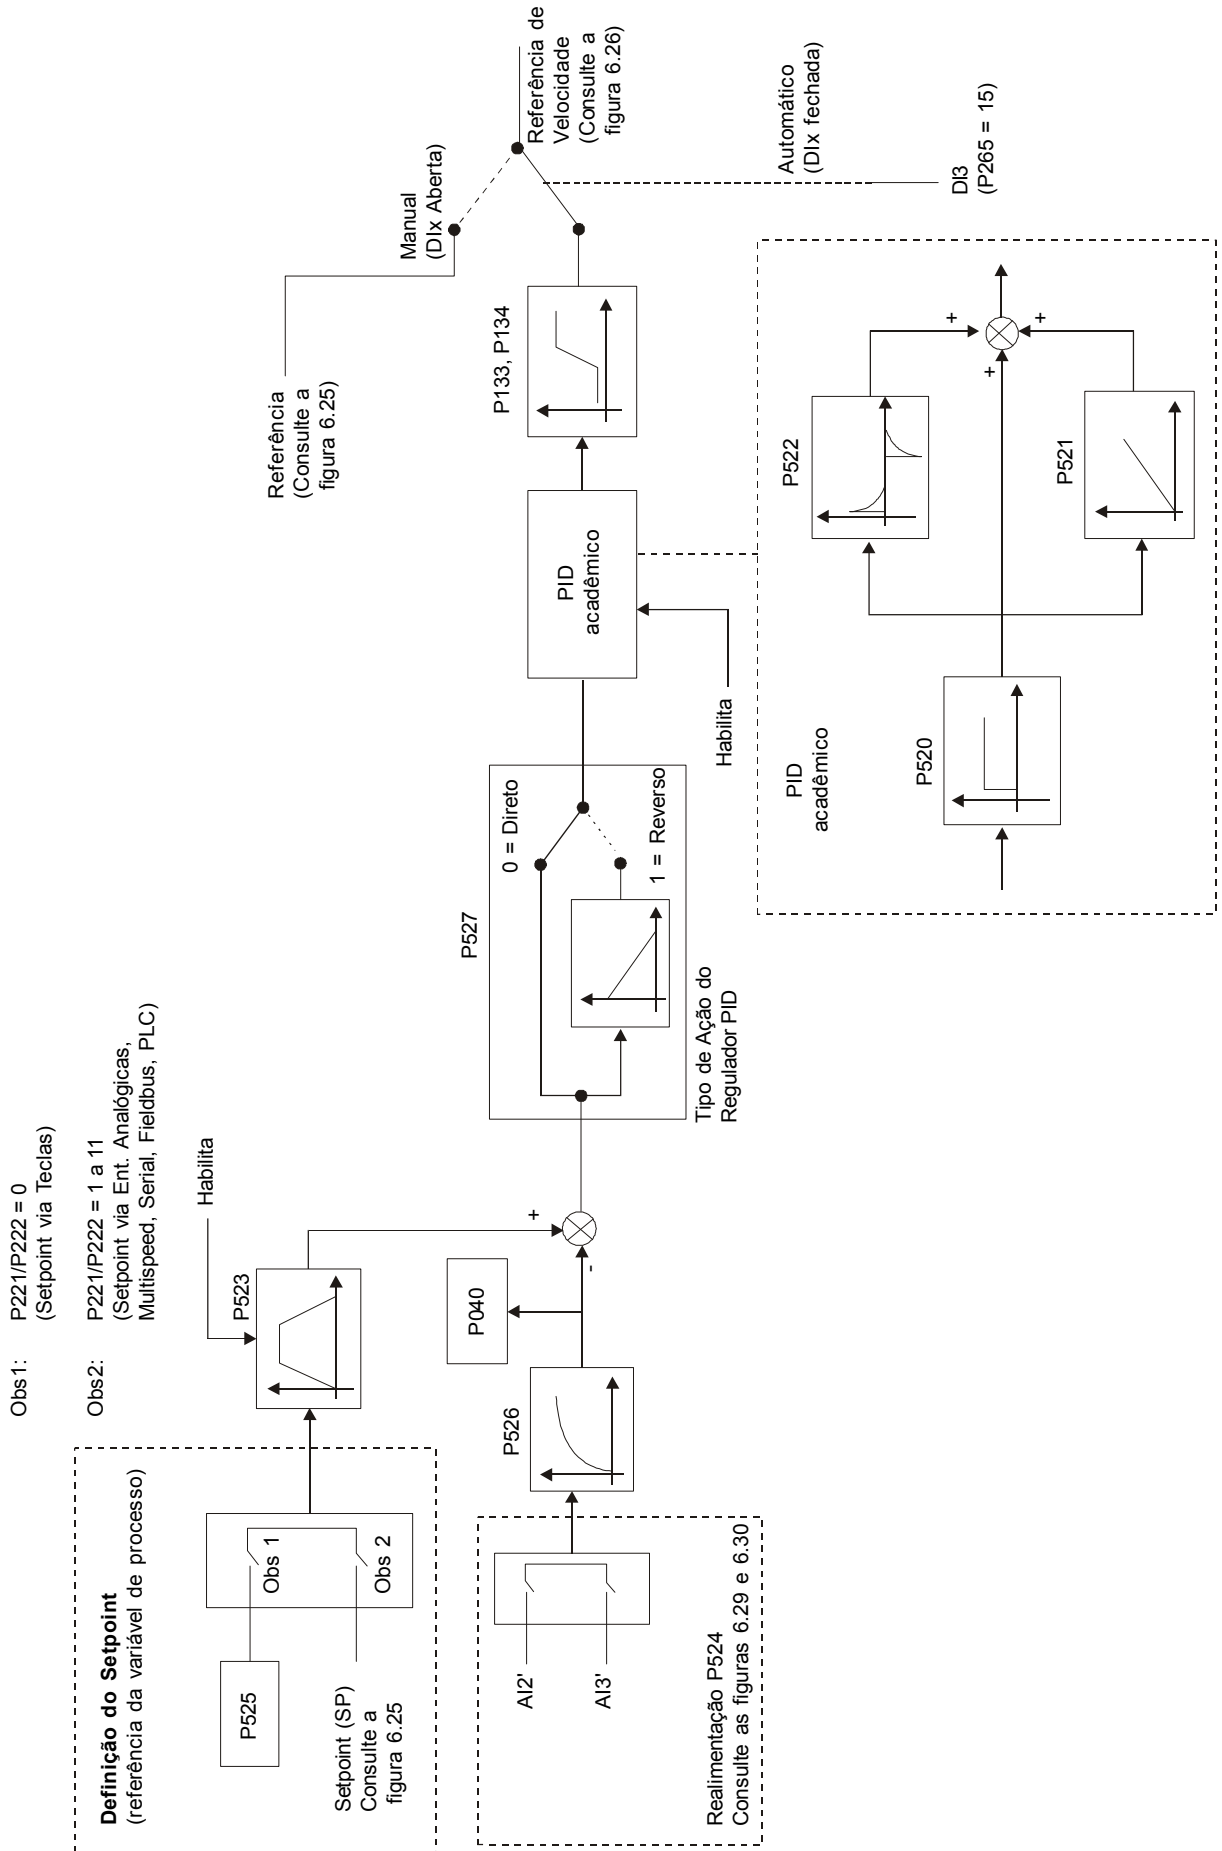 Obs1: P221/P222 = 0
(Setpoint via Teclas)
Obs2: P221/P222 = 1 a 11
(Setpoint via Ent. Analógicas,
Multispeed, Serial, Fieldbus, PLC)
Definição do Setpoint
(referência da variável de processo)
P525
Obs 1
Obs 2
Setpoint (SP)
Consulte a
figura 6.25
Habilita
P523
+
-
P040
P526
AI2'
AI3'
Realimentação P524
Consulte as figuras 6.29 e 6.30
P527
0 = Direto
1 = Reverso
Tipo de Ação do
Regulador PID
Habilita
PID
acadêmico
P133, P134
Referência
(Consulte a
figura 6.25)
Manual
(DIx Aberta)
Referência de
Velocidade
(Consulte a
figura 6.26)
Automático
(DIx fechada)
DI3
(P265 = 15)
PID
acadêmico
P520
P522
P521
+
+
+